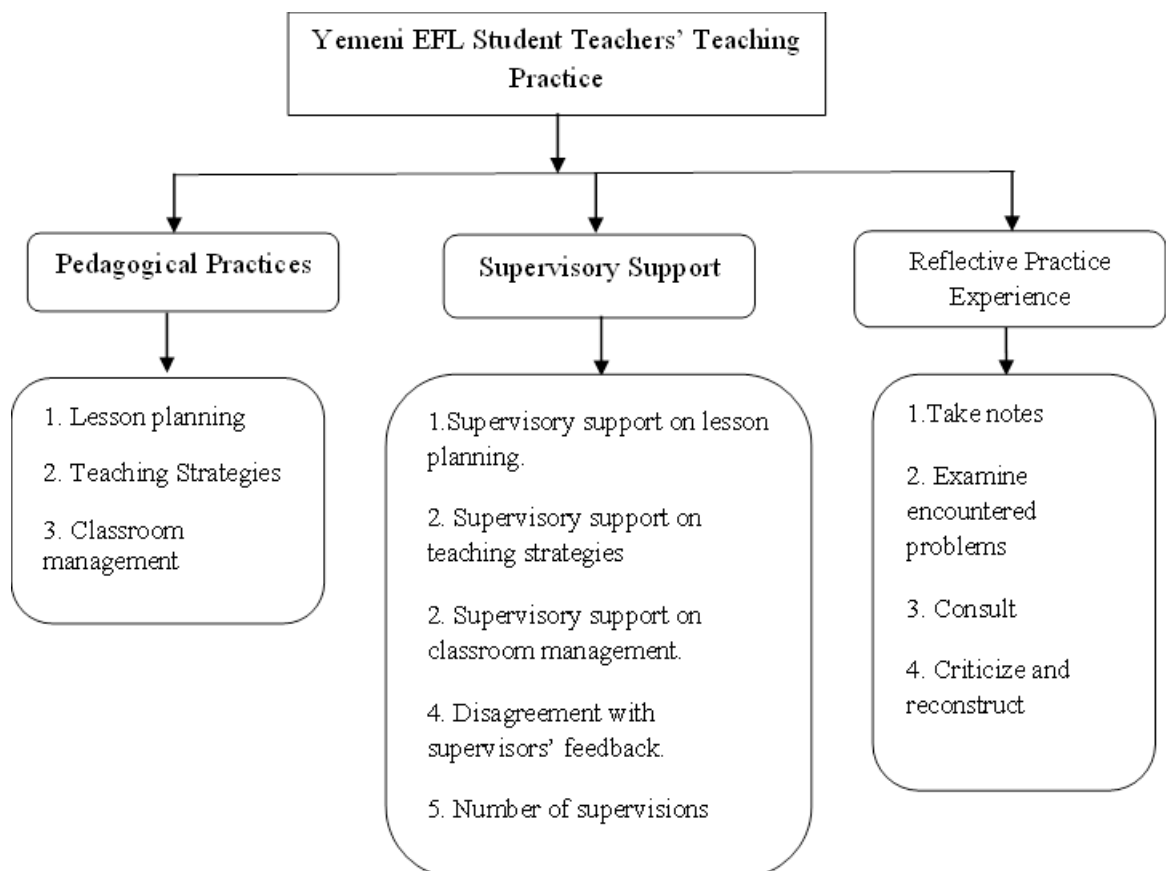 Yemeni EFL Student Teachers' Teaching
Practice
Pedagogical Practices
Supervisory Support
Reflective Practice
Experience
1. Lesson planning
2. Teaching Strategies
3. Classroom
management
1.Supervisory support on lesson
planning.
2. Supervisory support on
teaching strategies
2. Supervisory support on
classroom management.
4. Disagreement with
supervisors' feedback.
5. Number of supervisions
1.Take notes
2. Examine
encountered
problems
3. Consult
4. Criticize and
reconstruct